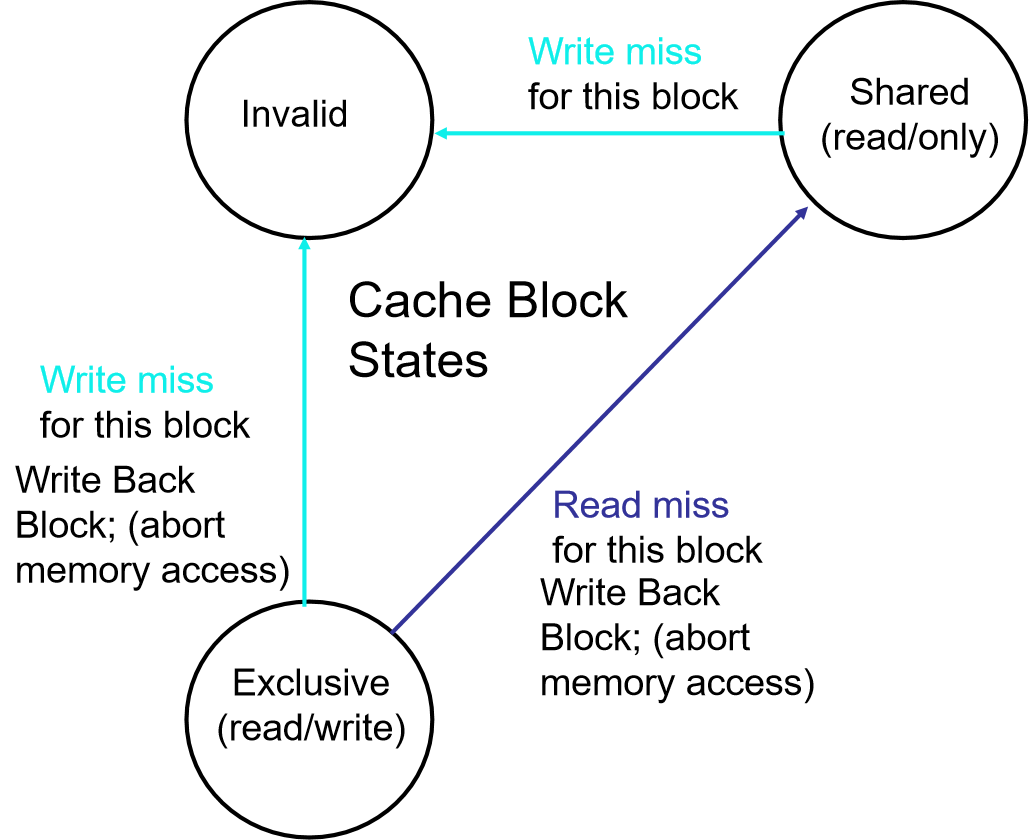 Write miss
for this block
Invalid
Shared
(read/only)
Cache Block
States
Write miss
for this block
Write Back
Block; (abort
memory access)
Read miss
for this block
Write Back
Block; (abort
memory access)
Exclusive
(read/write)